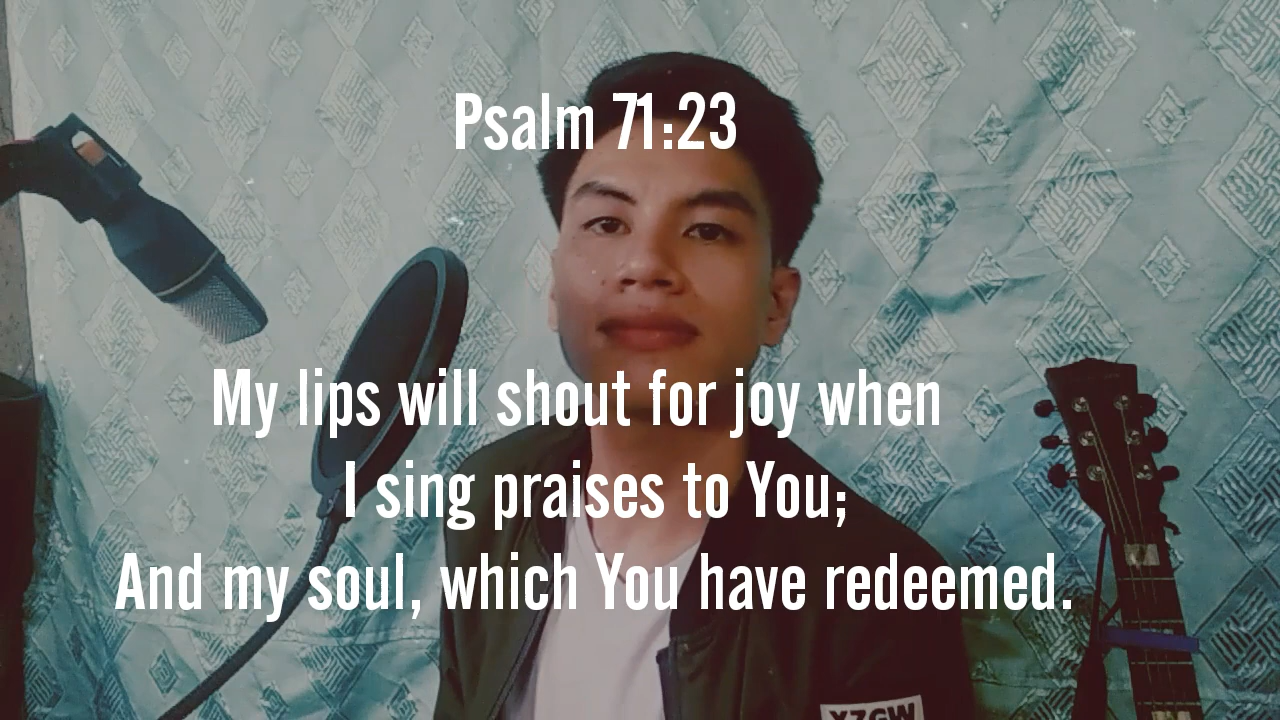 Psalm 71:23
My lips will shout for joy when
I sing praises to You;
And my soul, which You have redeemed.
XZGW